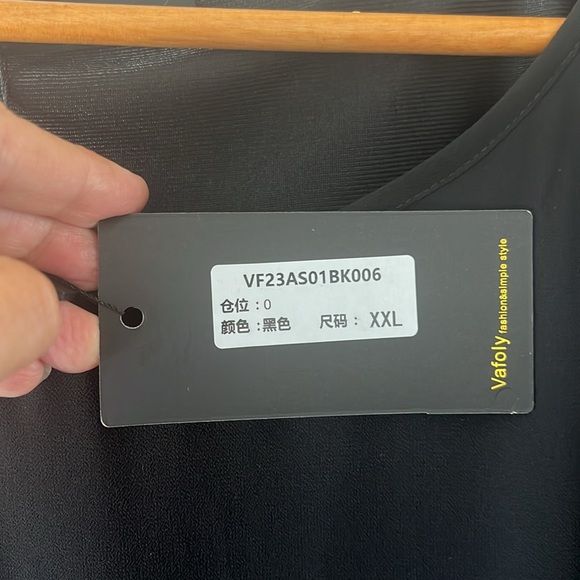 VF23AS01BK006
仓位：0
颜色：黑色 尺码： XXL
Vafoly fashion&simple style